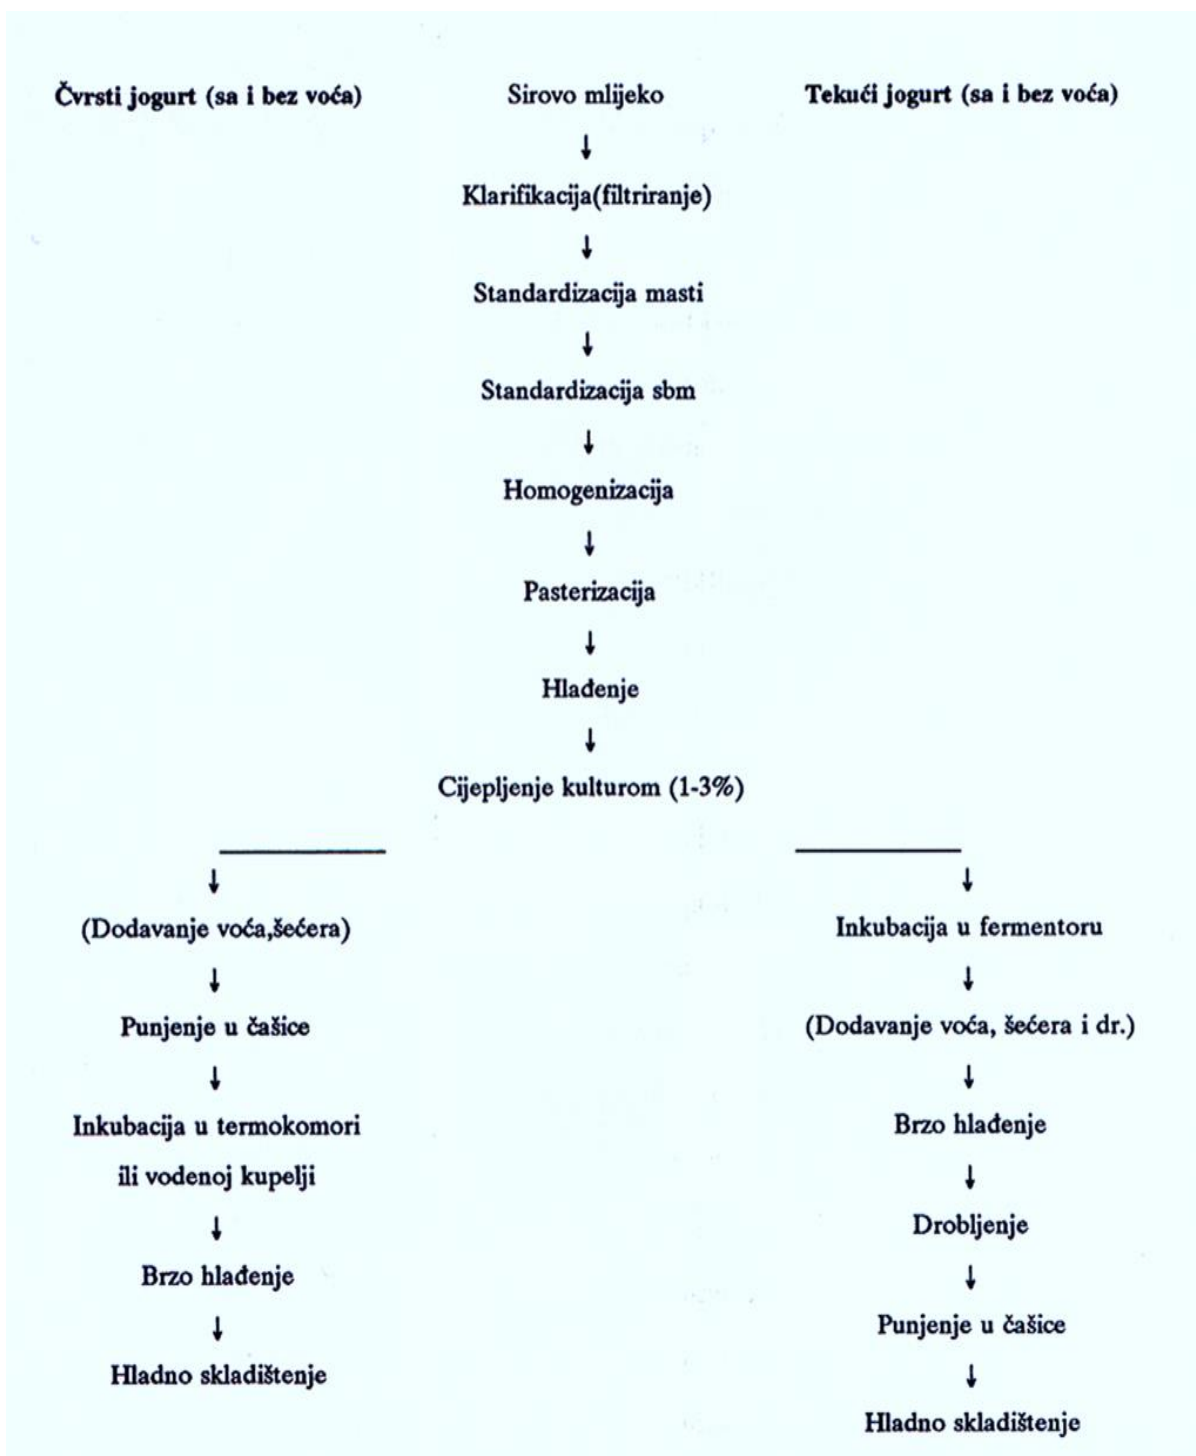 Čvrsti jogurt (sa i bez voća)
Sirovo mlijeko
Tekući jogurt (sa i bez voća)
Klarifikacija(filtriranje)
Standardizacija masti
Standardizacija sbm
Homogenizacija
Pasterizacija
Hlađenje
Cijepljenje kulturom (1-3%)
(Dodavanje voća,šećera)
Punjenje u čašice
Inkubacija u termokomori
ili vodenoj kupelji
Brzo hlađenje
Hladno skladištenje
Inkubacija u fermentoru
(Dodavanje voća, šećera i dr.)
Brzo hlađenje
Drobljenje
Punjenje u čašice
Hladno skladištenje